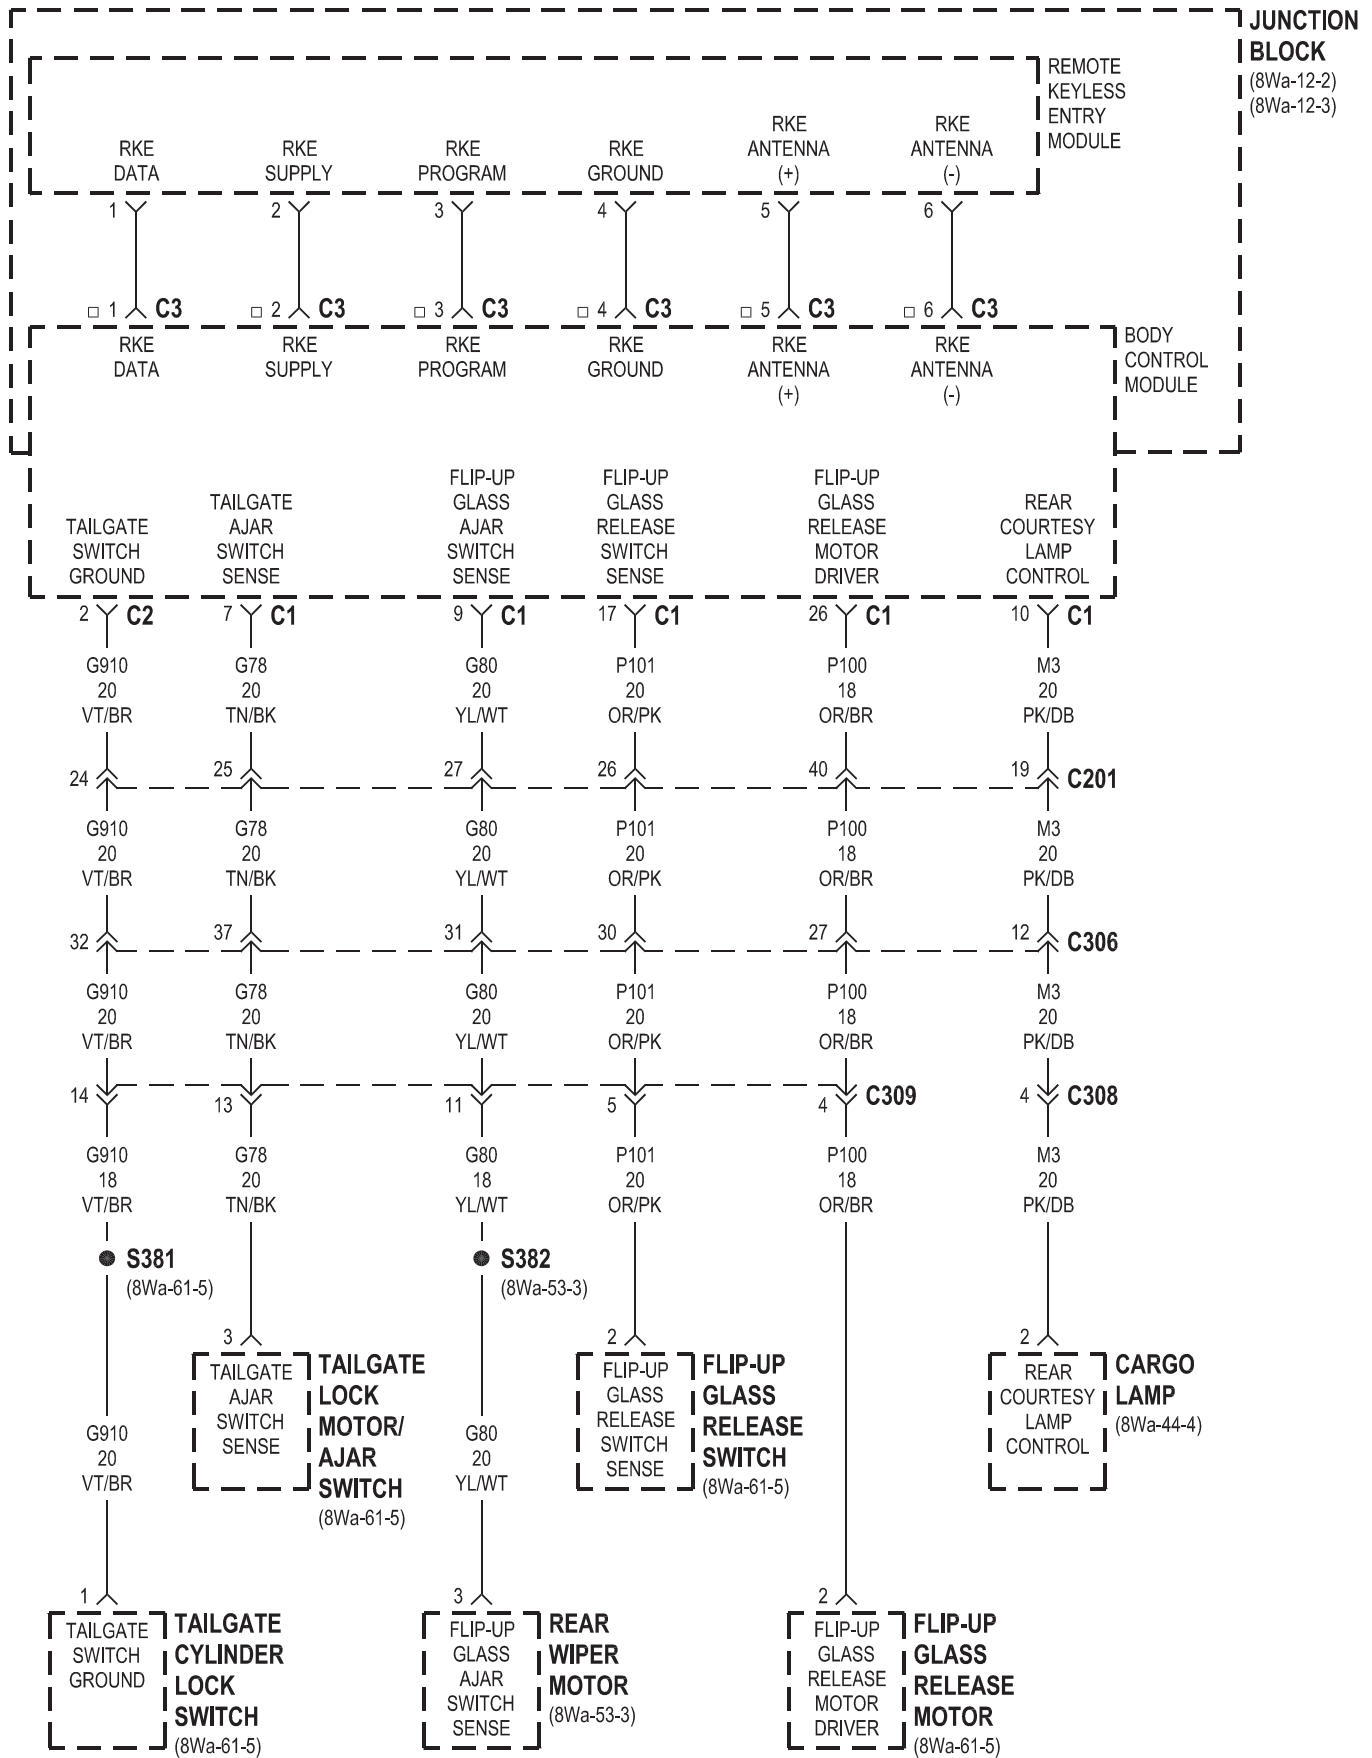 JUNCTION
BLOCK
(8Wa-12-2)
(8Wa-12-3)
REMOTE
KEYLESS
ENTRY
MODULE
RKE
DATA
RKE
SUPPLY
RKE
PROGRAM
RKE
GROUND
RKE
ANTENNA
(+)
RKE
ANTENNA
(-)
1 2 3 4 5 6
1 C3 2 C3 3 C3 4 C3 5 C3 6 C3
RKE
DATA
RKE
SUPPLY
RKE
PROGRAM
RKE
GROUND
RKE
ANTENNA
(+)
RKE
ANTENNA
(-)
BODY
CONTROL
MODULE
TAILGATE
SWITCH
GROUND
TAILGATE
AJAR
SWITCH
SENSE
FLIP-UP
GLASS
AJAR
SWITCH
SENSE
FLIP-UP
GLASS
RELEASE
SWITCH
SENSE
FLIP-UP
GLASS
RELEASE
MOTOR
DRIVER
REAR
COURTESY
LAMP
CONTROL
2 C2 7 C1 9 C1 17 C1 26 C1 10 C1
G910 G78 G80 P101 P100 M3
20 20 20 20 18 20
VT/BR TN/BK YL/WT OR/PK OR/BR PK/DB
24 25 27 26 40 19 C201
G910 G78 G80 P101 P100 M3
20 20 20 20 18 20
VT/BR TN/BK YL/WT OR/PK OR/BR PK/DB
32 37 31 30 27 12 C306
G910 G78 G80 P101 P100 M3
20 20 20 20 18 20
VT/BR TN/BK YL/WT OR/PK OR/BR PK/DB
14 13 11 5 4 C309 4 C308
G910 G78 G80 P101 P100 M3
18 20 18 20 18 20
VT/BR TN/BK YL/WT OR/PK OR/BR PK/DB
S381
(8Wa-61-5)
S382
(8Wa-53-3)
3
TAILGATE
AJAR
SWITCH
SENSE
TAILGATE
LOCK
MOTOR/
AJAR
SWITCH
(8Wa-61-5)
2
FLIP-UP
GLASS
RELEASE
SWITCH
SENSE
FLIP-UP
GLASS
RELEASE
SWITCH
(8Wa-61-5)
2
REAR
COURTESY
LAMP
CONTROL
CARGO
LAMP
(8Wa-44-4)
G910 G80
20 20
VT/BR YL/WT
1
TAILGATE
SWITCH
GROUND
TAILGATE
CYLINDER
LOCK
SWITCH
(8Wa-61-5)
3
FLIP-UP
GLASS
AJAR
SWITCH
SENSE
REAR
WIPER
MOTOR
(8Wa-53-3)
2
FLIP-UP
GLASS
RELEASE
MOTOR
DRIVER
FLIP-UP
GLASS
RELEASE
MOTOR
(8Wa-61-5)